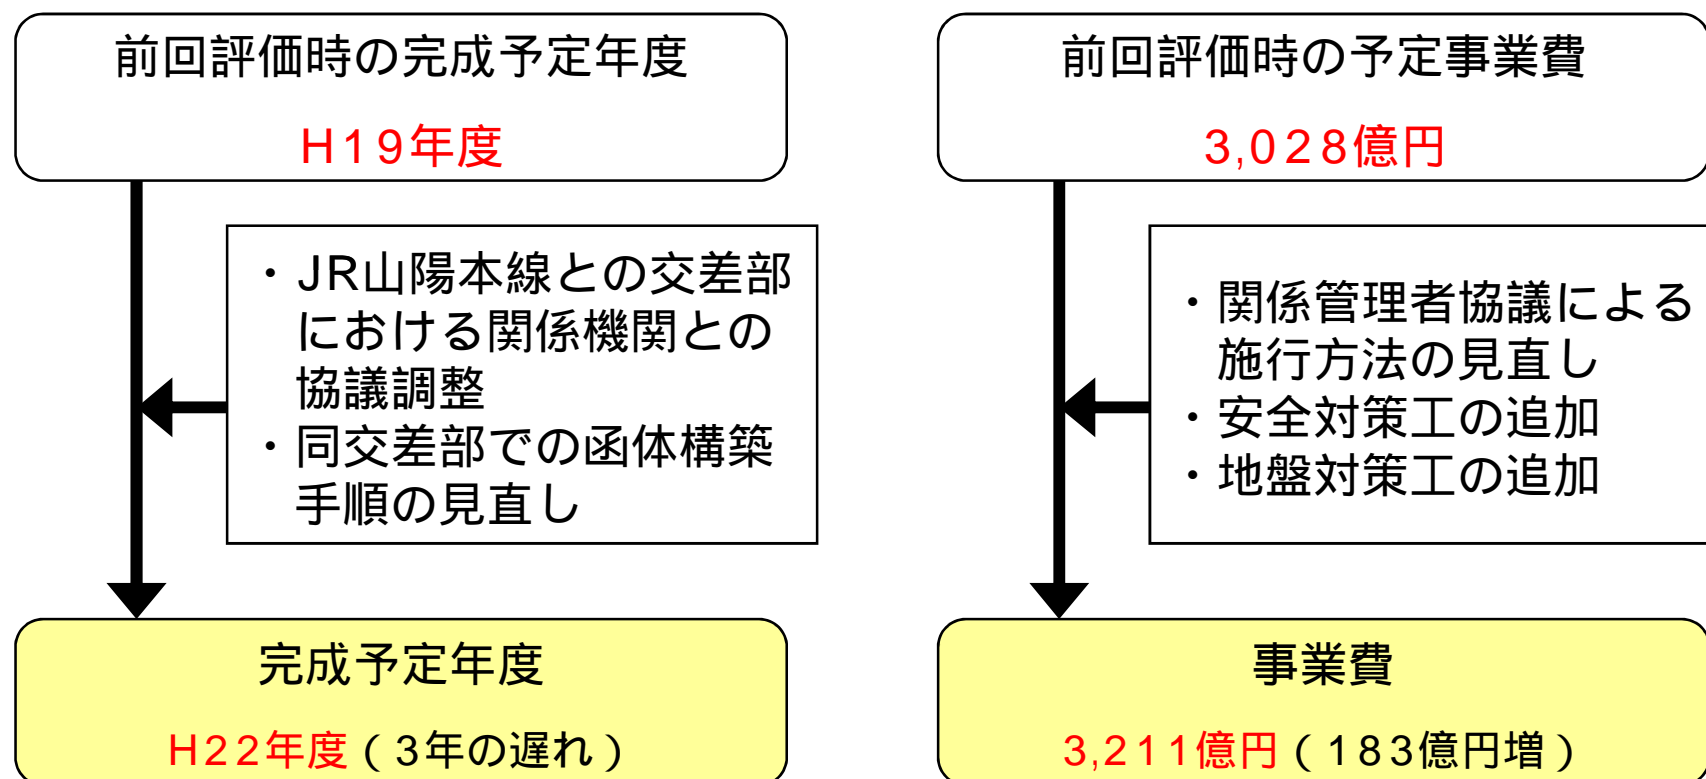 前回評価時の完成予定年度
H19年度
・JR山陽本線との交差部
における関係機関との
協議調整
・同交差部での函体構築
手順の見直し
完成予定年度
H22年度（3年の遅れ）
前回評価時の予定事業費
3,028億円
・関係管理者協議による
施行方法の見直し
・安全対策工の追加
・地盤対策工の追加
事業費
3,211億円（183億円増）